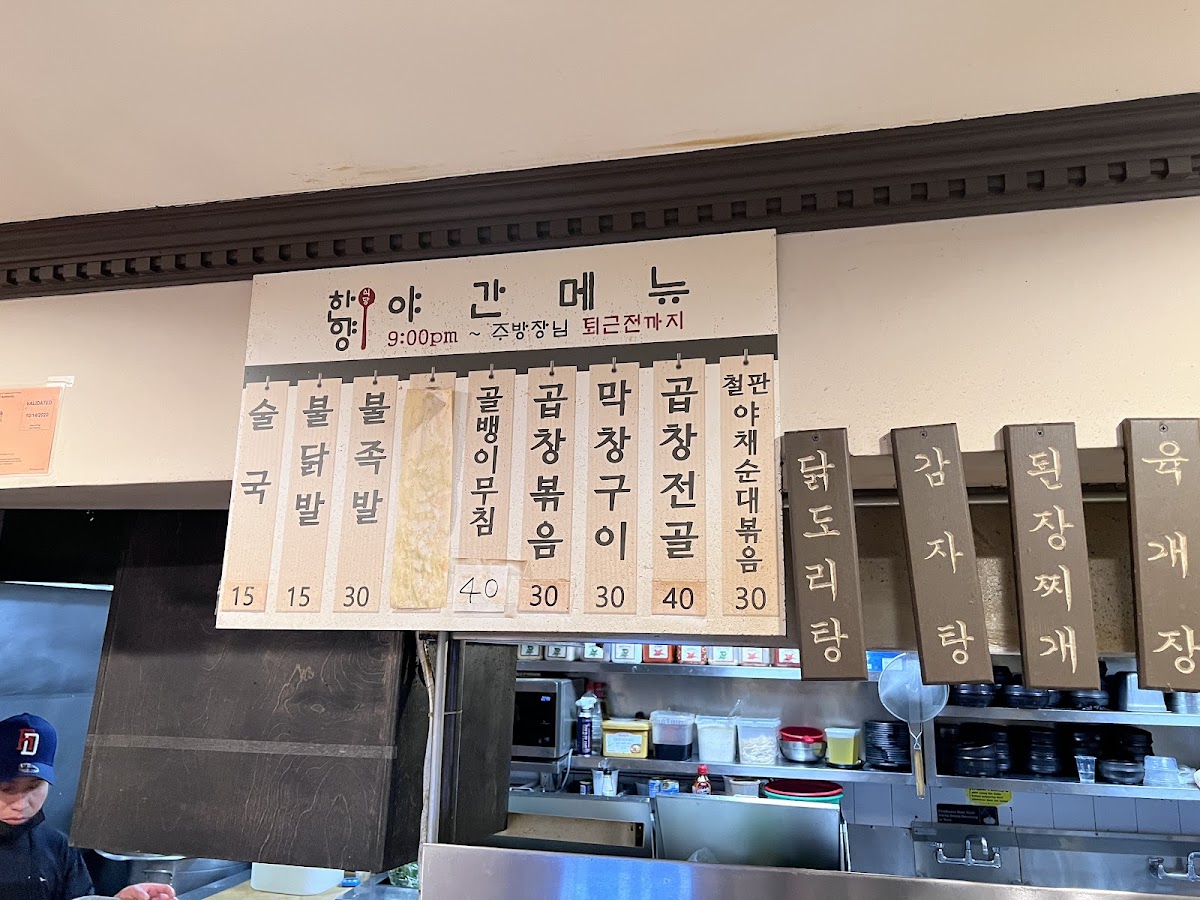 한양
식당
야간메뉴
9:00pm ~ 주방장님 퇴근전까지
술국 15
불닭발 15
불족발 30
골뱅이무침 40
곱창볶음 30
막창구이 30
곱창전골 40
철판야채순대볶음 30
닭도리탕
감자탕
된장찌개
육개장
VALIDATED